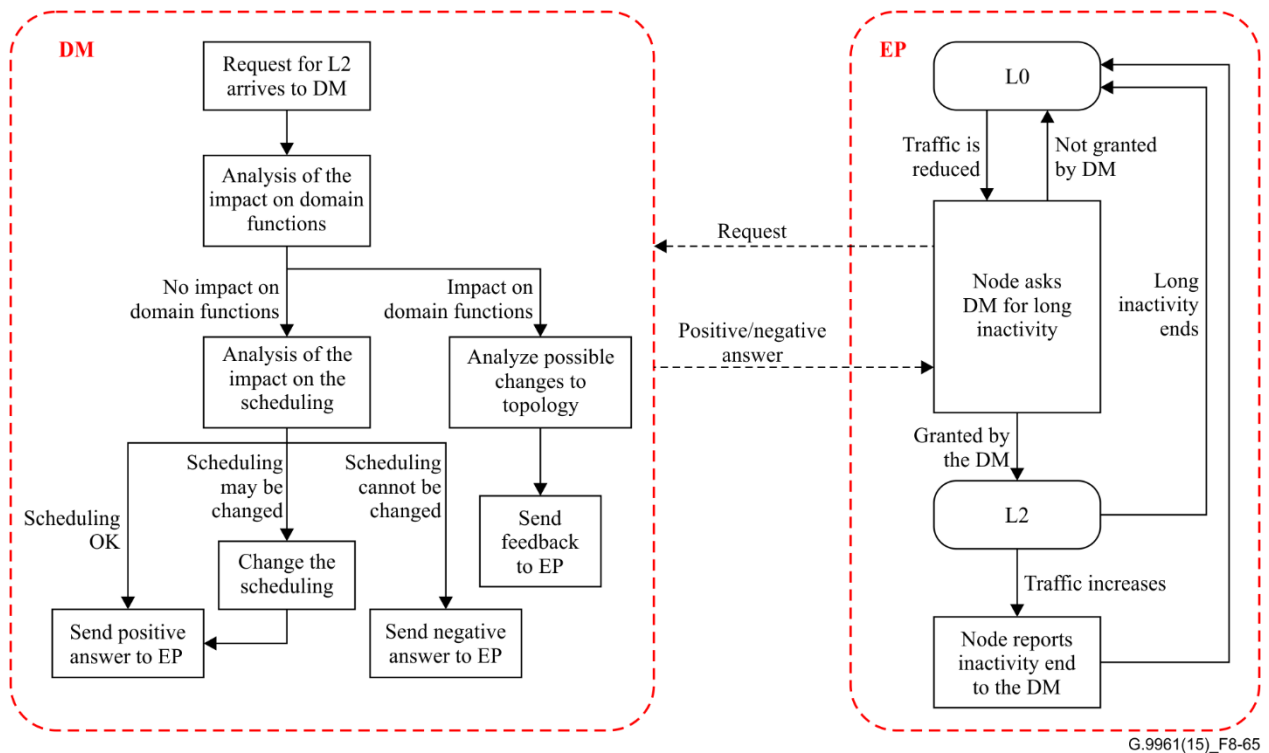 DM
Request for L2
arrives to DM
Analysis of the
impact on domain
functions
No impact on
domain functions
Impact on
domain functions
Analysis of the
impact on the
scheduling
Analyze possible
changes to
topology
Scheduling
OK
Scheduling
may be
changed
Scheduling
cannot be
changed
Change the
scheduling
Send
feedback
to EP
Send positive
answer to EP
Send negative
answer to EP
Request
Positive/negative
answer
EP
L0
Traffic is
reduced
Not granted
by DM
Node asks
DM for long
inactivity
Long
inactivity
ends
Granted by
the DM
L2
Traffic increases
Node reports
inactivity end
to the DM
G.9961(15)_F8-65